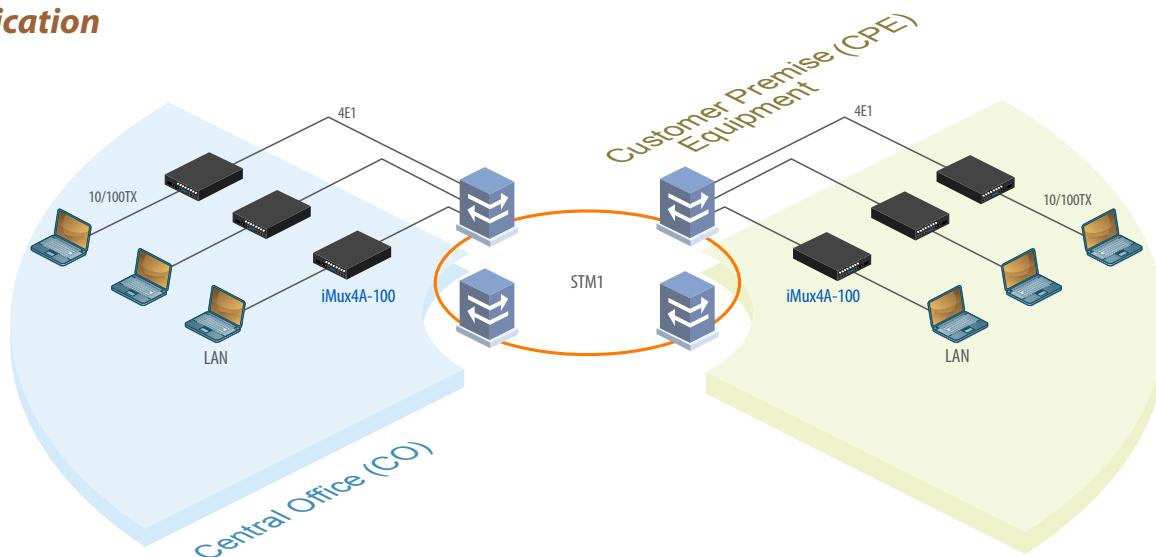 ication
Customer Premise (CPE)
Equipment
4E1
4E1
10/100TX
10/100TX
STM1
iMux4A-100
iMux4A-100
LAN
LAN
Central Office (CO)